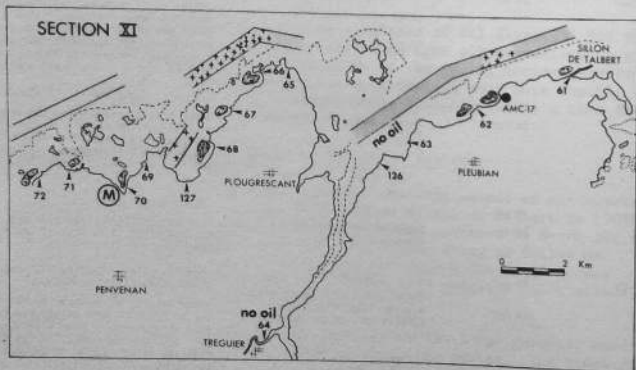 SECTION XI
SILLON
DE TALBERT
66
65
61
67
AMC-17
62
no oil
68
63
69
71
72
M
70
127
PLOUGRESCANT
126
PLEUBIAN
0 2 Km
PENVENAN
no oil
64
TREGUIER